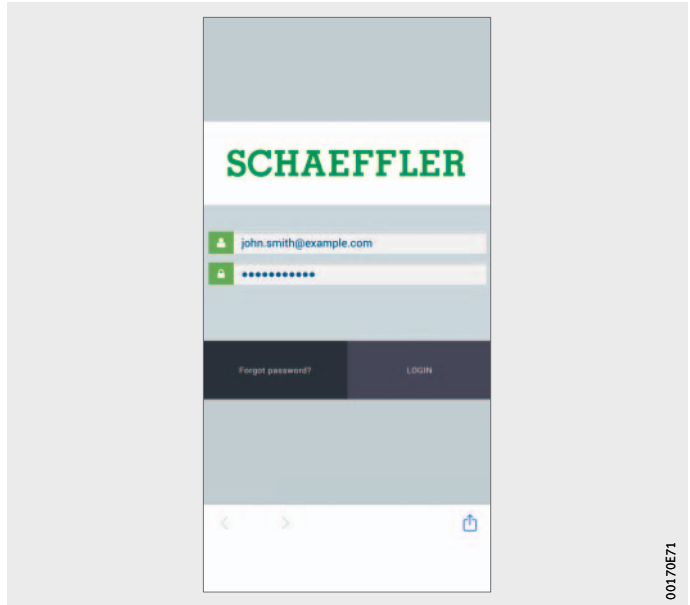 SCHAEFFLER
john.smith@example.com
•••••••••••
Forgot password?
LOGIN
00170E71